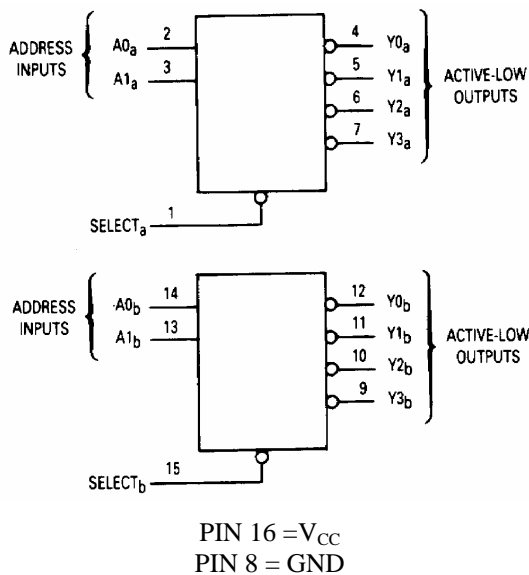 ADDRESS
INPUTS
A0a 2
A1a 3
4 Y0a
5 Y1a
6 Y2a
7 Y3a
ACTIVE-LOW
OUTPUTS
SELECTa 1
ADDRESS
INPUTS
A0b 14
A1b 13
12 Y0b
11 Y1b
10 Y2b
9 Y3b
ACTIVE-LOW
OUTPUTS
SELECTb 15
PIN 16 =VCC
PIN 8 = GND